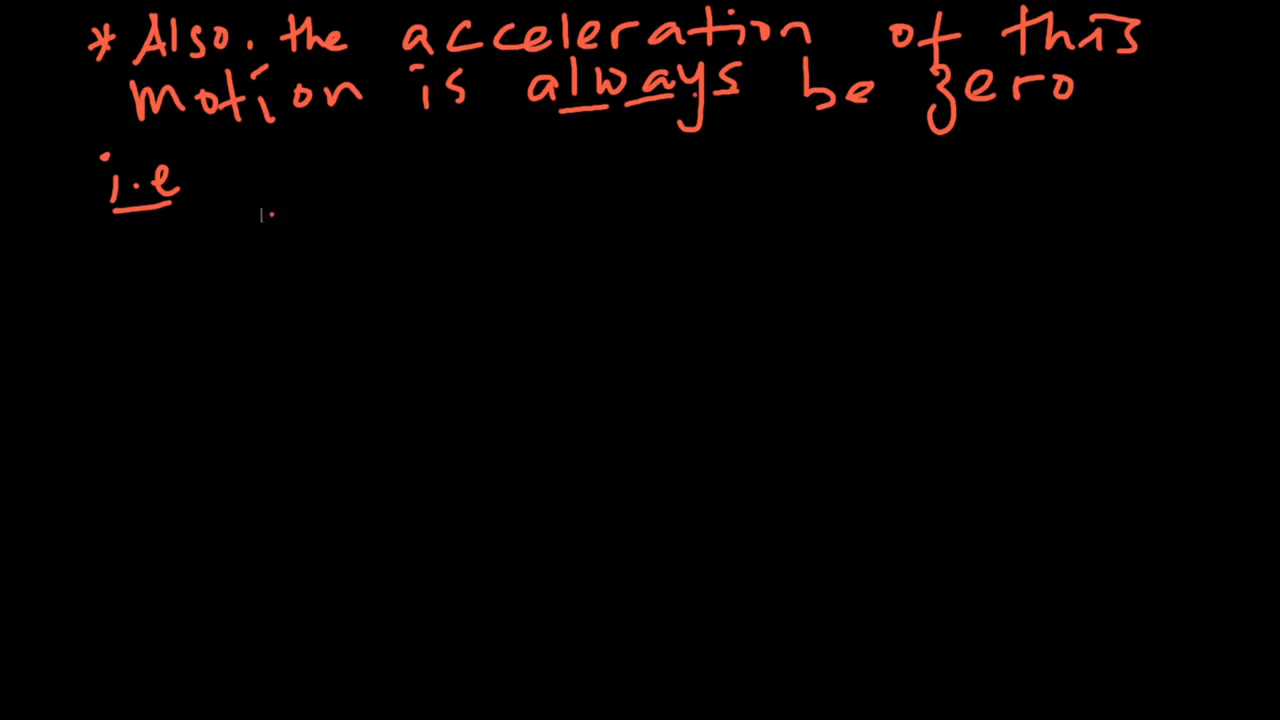 * Also. the acceleration of this
motion is always be zero
i.e